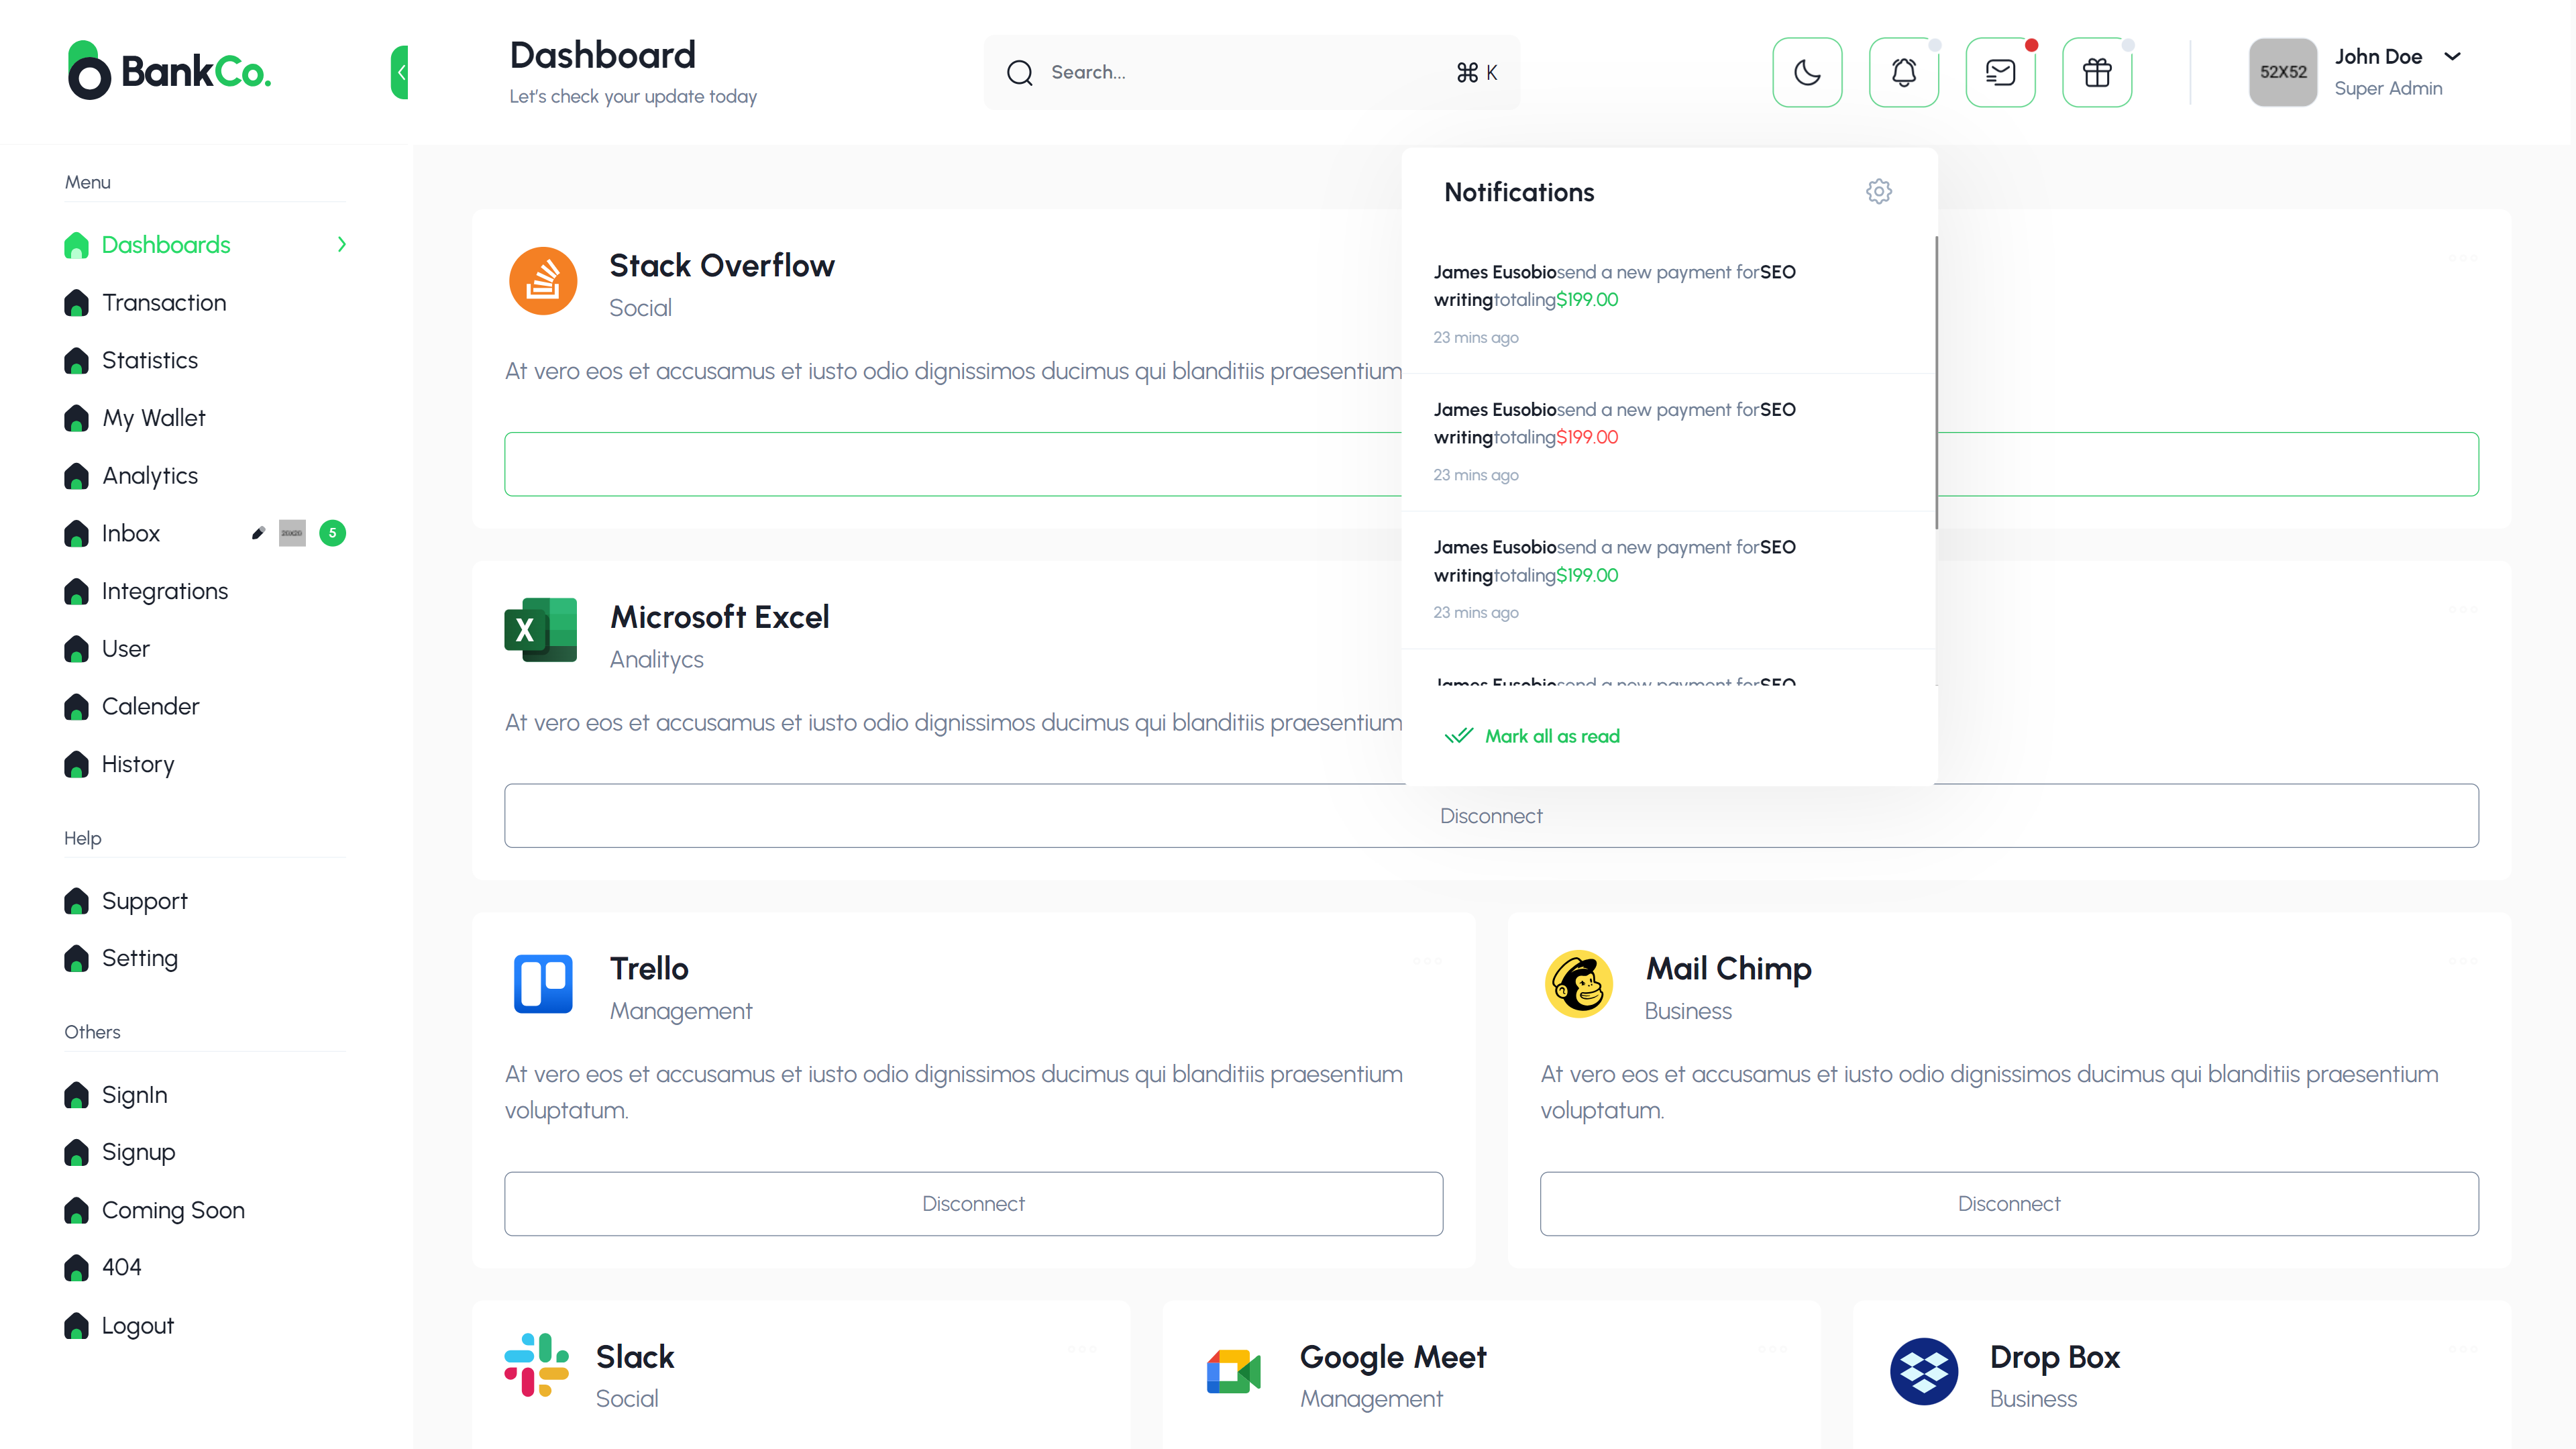 BankCo.
Dashboard
Let's check your update today
Search...
⌘ K
52X52
John Doe
Super Admin
Menu
Dashboards
Transaction
Statistics
My Wallet
Analytics
Inbox
5
Integrations
User
Calender
History
Help
Support
Setting
Others
SignIn
Signup
Coming Soon
404
Logout
Notifications
James Eusobiosend a new payment forSEO
writingtotaling$199.00
23 mins ago
James Eusobiosend a new payment forSEO
writingtotaling$199.00
23 mins ago
James Eusobiosend a new payment forSEO
writingtotaling$199.00
23 mins ago
James Eusobiosend a new payment forSEO
Mark all as read
Stack Overflow
Social
At vero eos et accusamus et iusto odio dignissimos ducimus qui blanditiis praesentium
Microsoft Excel
Analitycs
At vero eos et accusamus et iusto odio dignissimos ducimus qui blanditiis praesentium
Disconnect
Trello
Management
At vero eos et accusamus et iusto odio dignissimos ducimus qui blanditiis praesentium
voluptatum.
Disconnect
Mail Chimp
Business
At vero eos et accusamus et iusto odio dignissimos ducimus qui blanditiis praesentium
voluptatum.
Disconnect
Slack
Social
Google Meet
Management
Drop Box
Business